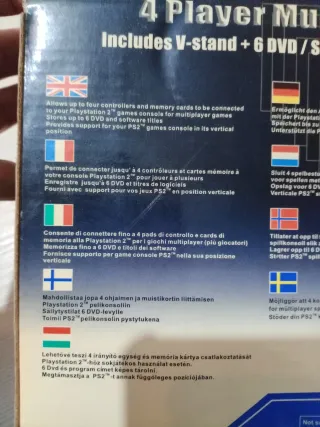 4 Player Mu
Includes V-stand + 6 DVD / S
Allows up to four controllers and memory cards to be connected
to your Playstation 2™ games console for multiplayer games
Stores up to 6 DVD and software titles
Provides support for your PS2™ games console in its vertical
position
Permet de connecter jusqu'à 4 contrôleurs et cartes mémoire à
votre console Playstation 2™ pour jouer à plusieurs
Enregistre jusqu'à 6 DVD et titres de logiciels
Fourni avec support pour vos jeux PS2™ en position verticale
Consente di connettere fino a 4 pads di controllo e cards di
memoria alla Playstation 2™ per i giochi multiplayer (più giocatori)
Memorizza fino a 6 DVD e titoli dei software
Fornisce supporto per game console PS2™ nella sua posizione
verticale
Mahdollistaa jopa 4 ohjaimen ja muistikortin liittämisen
Playstation 2™ pelikonsoliin
Säilytystilat 6 DVD-levylle
Toimii PS2™ pelikonsolin pystytukena
Lehetővé teszi 4 irányító egység és memória kártya csatlakoztatását
Playstation 2™-höz sokjátékos használat esetén.
6 Dvd és program címet képes tárolni.
Megtámasztja a PS2™-t annak függőleges pozíciójában.
Ermöglicht den A
mit der Playstation
Speichert bis zu
Unterstützt die P
Sluit 4 spelbesturi
voor spellen met
Opslag voor 6 DV
Verticale PS2™
Tillater at opp til
spillkonsoll slik
Lagrer opp til 6 D
Støtter PS2™ spil
Möjliggör att 4 ko
för multiplayer sp
Stödjer PS2™
Not su